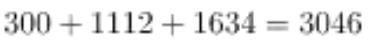 300 + 1112 + 1634 = 3046